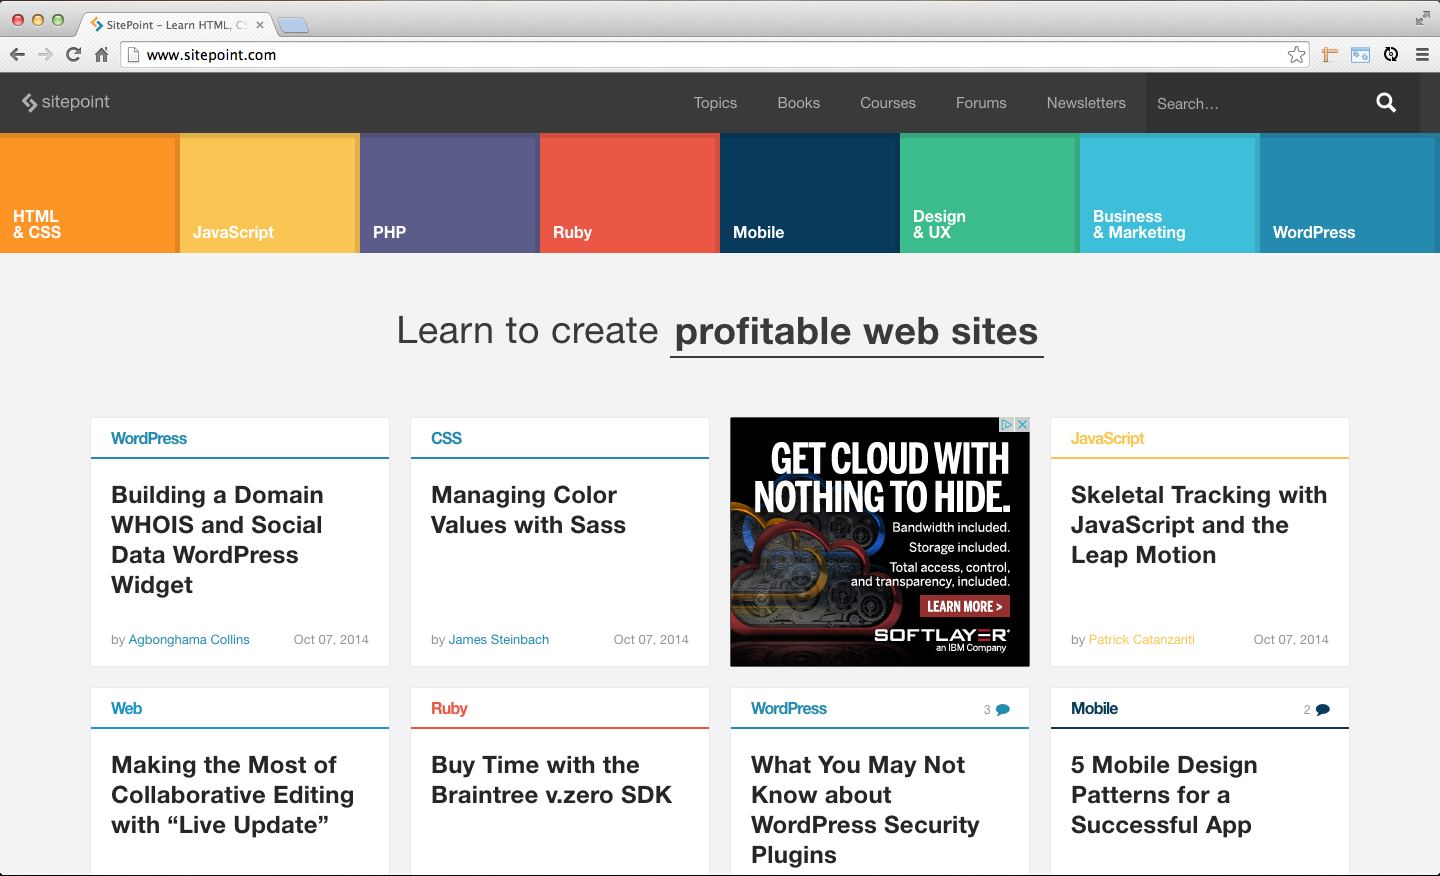 SitePoint – Learn HTML, CS
www.sitepoint.com
sitepoint
Topics
Books
Courses
Forums
Newsletters
Search...
HTML
& CSS
JavaScript
PHP
Ruby
Mobile
Design
& UX
Business
& Marketing
WordPress
Learn to create profitable web sites
WordPress
Building a Domain
WHOIS and Social
Data WordPress
Widget
by Agbonghama Collins
Oct 07, 2014
CSS
Managing Color
Values with Sass
by James Steinbach
Oct 07, 2014
GET CLOUD WITH
NOTHING TO HIDE.
Bandwidth included.
Storage included.
Total access, control,
and transparency, included.
LEARN MORE >
SOFTLAYER®
an IBM Company
JavaScript
Skeletal Tracking with
JavaScript and the
Leap Motion
by Patrick Catanzariti
Oct 07, 2014
Web
Making the Most of
Collaborative Editing
with “Live Update”
Ruby
Buy Time with the
Braintree v.zero SDK
WordPress
3
What You May Not
Know about
WordPress Security
Plugins
Mobile
2
5 Mobile Design
Patterns for a
Successful App